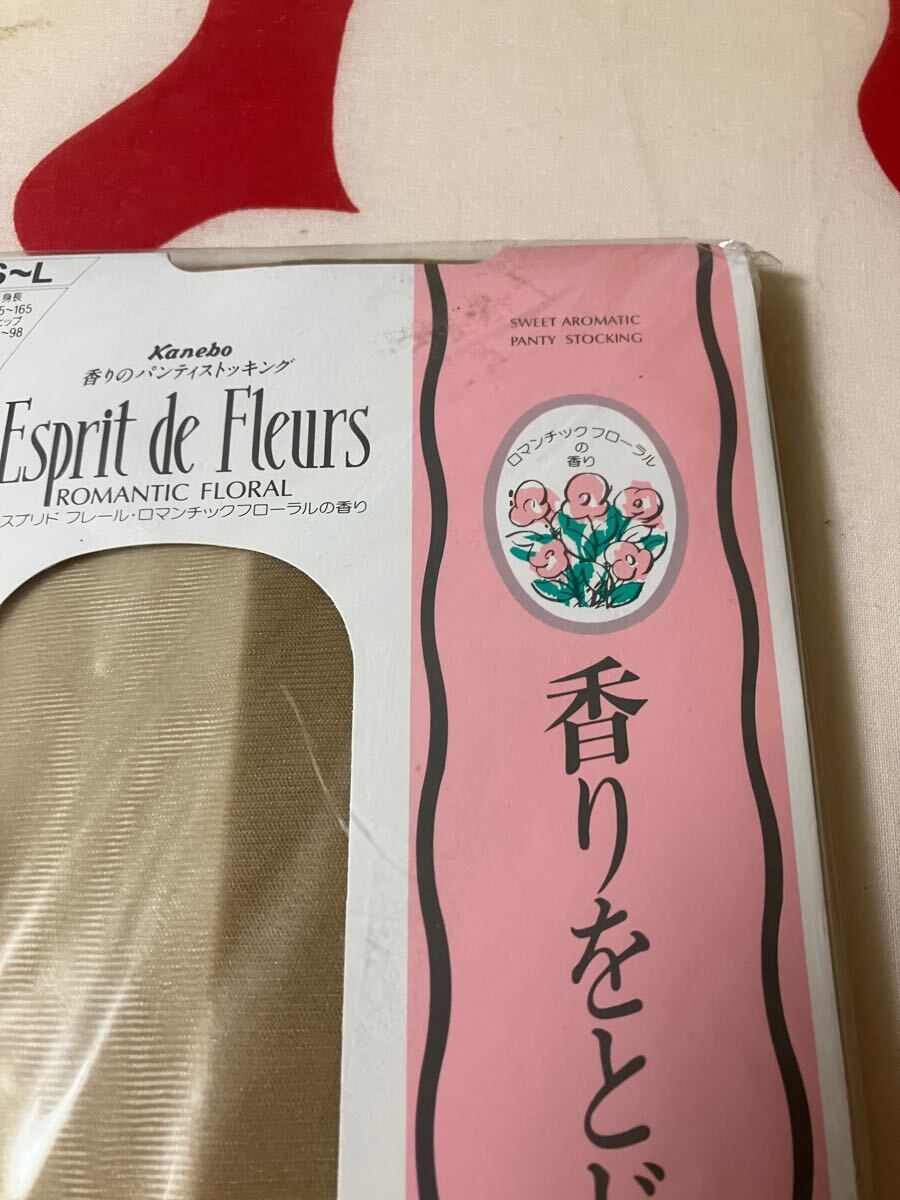 S~L
身長
5~165
ヒップ
~98
Kanebo
香りのパンティストッキング
Esprit de Fleurs
ROMANTIC FLORAL
スプリド フレール・ロマンチックフローラルの香り
SWEET AROMATIC
PANTY STOCKING
ロマンチックフローラル
の
香り
香りをと